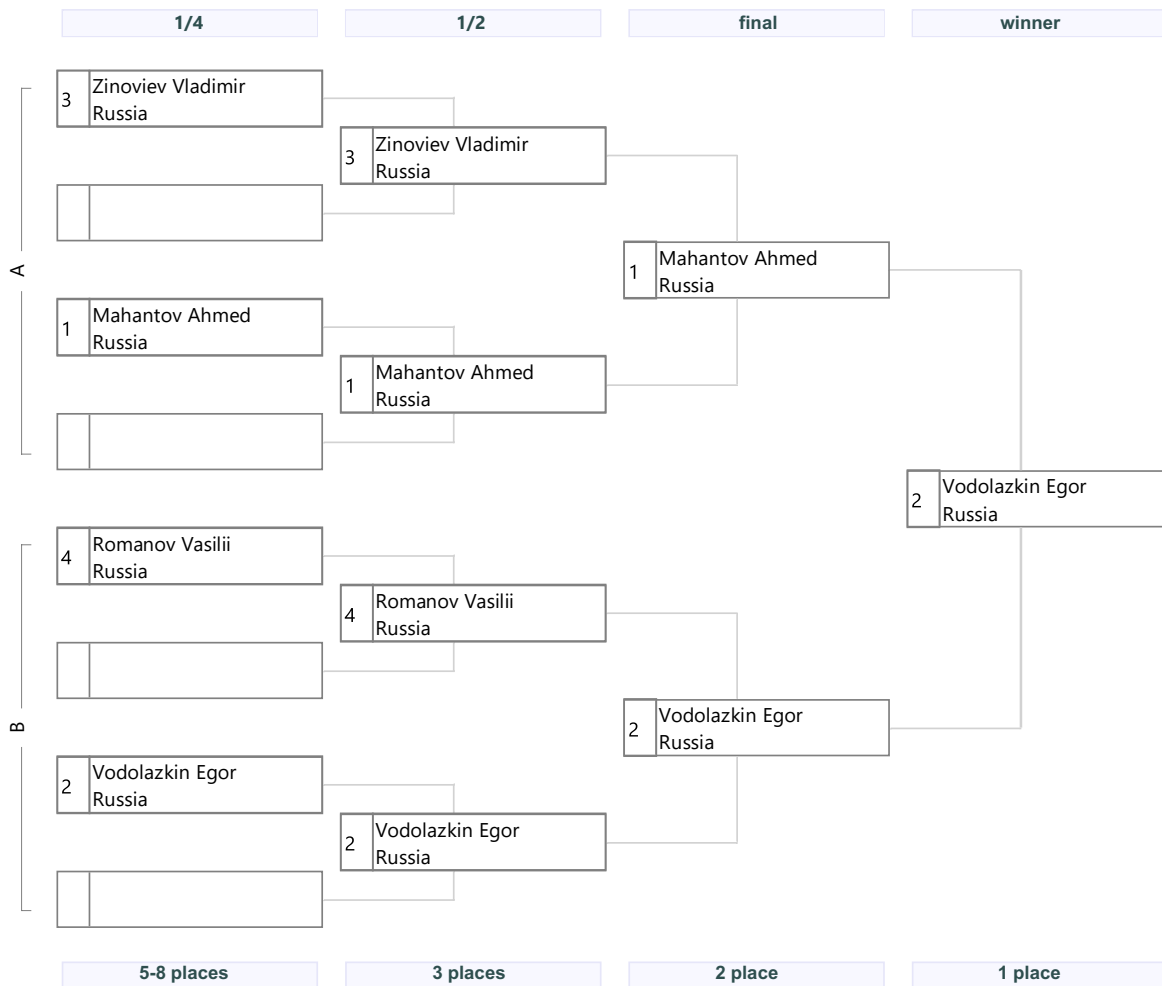 1/4
1/2
final
winner
3
Zinoviev Vladimir
Russia
3
Zinoviev Vladimir
Russia
A
1
Mahantov Ahmed
Russia
1
Mahantov Ahmed
Russia
1
Mahantov Ahmed
Russia
2
Vodolazkin Egor
Russia
4
Romanov Vasilii
Russia
4
Romanov Vasilii
Russia
B
2
Vodolazkin Egor
Russia
2
Vodolazkin Egor
Russia
2
Vodolazkin Egor
Russia
5-8 places
3 places
2 place
1 place